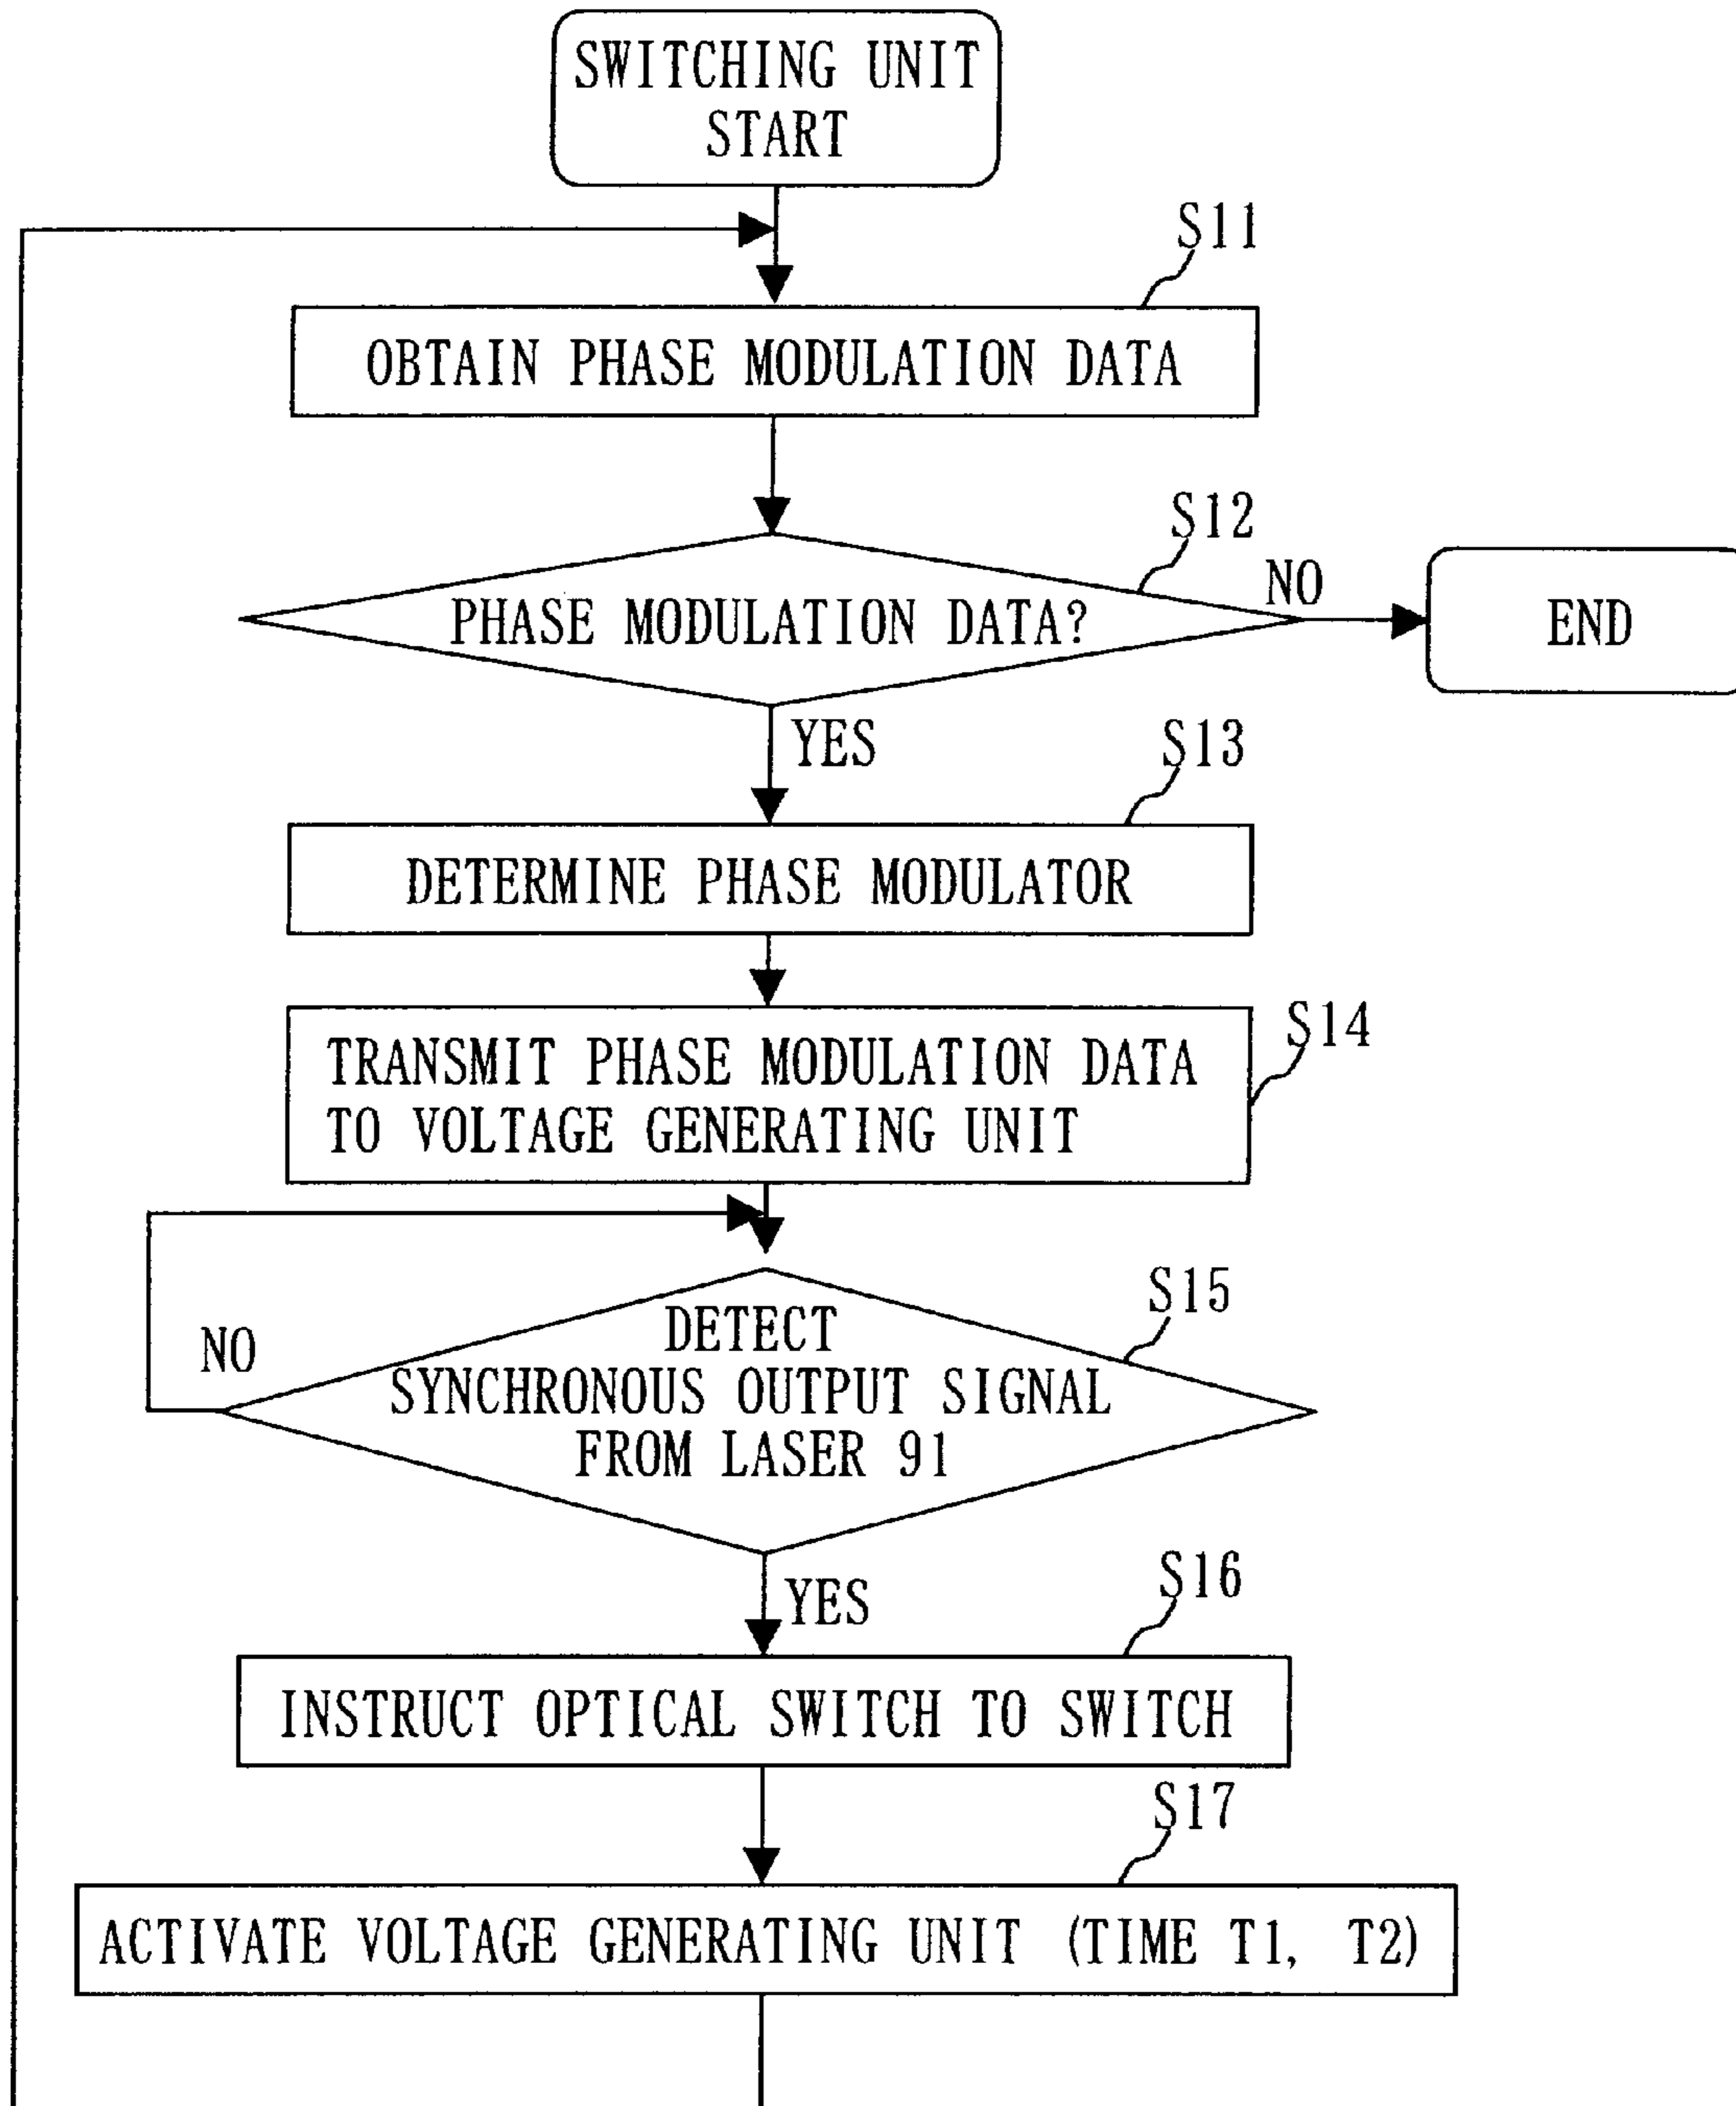 SWITCHING UNIT
START
S11
OBTAIN PHASE MODULATION DATA
S12
PHASE MODULATION DATA?
NO
END
YES
S13
DETERMINE PHASE MODULATOR
S14
TRANSMIT PHASE MODULATION DATA
TO VOLTAGE GENERATING UNIT
S15
NO
DETECT
SYNCHRONOUS OUTPUT SIGNAL
FROM LASER 91
YES
S16
INSTRUCT OPTICAL SWITCH TO SWITCH
S17
ACTIVATE VOLTAGE GENERATING UNIT (TIME T1, T2)